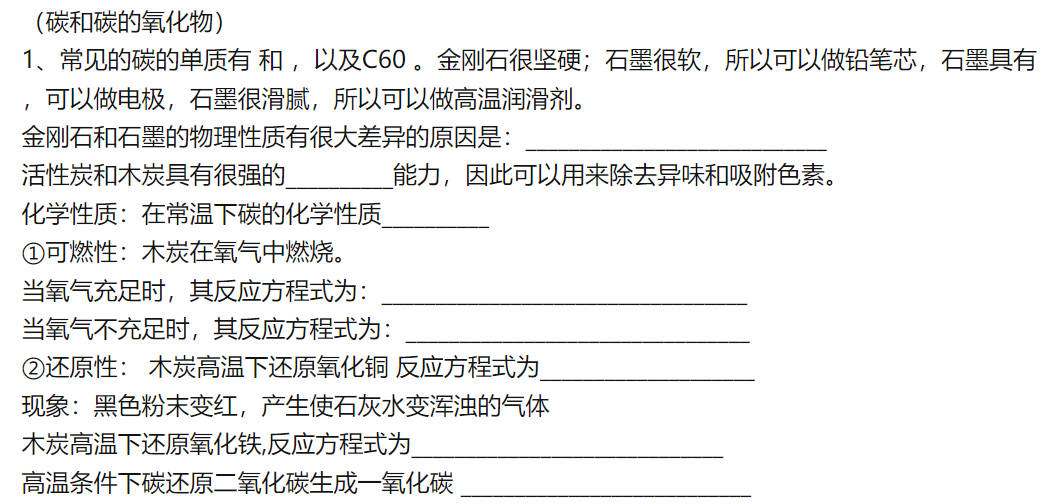 （碳和碳的氧化物）
1、常见的碳的单质有 和 ，以及C60 。金刚石很坚硬；石墨很软，所以可以做铅笔芯，石墨具有
，可以做电极，石墨很滑腻，所以可以做高温润滑剂。
金刚石和石墨的物理性质有很大差异的原因是：____________________________
活性炭和木炭具有很强的__________能力，因此可以用来除去异味和吸附色素。
化学性质：在常温下碳的化学性质__________
①可燃性：木炭在氧气中燃烧。
当氧气充足时，其反应方程式为：__________________________________
当氧气不充足时，其反应方程式为：________________________________
②还原性： 木炭高温下还原氧化铜 反应方程式为____________________
现象：黑色粉末变红，产生使石灰水变浑浊的气体
木炭高温下还原氧化铁,反应方程式为_____________________________
高温条件下碳还原二氧化碳生成一氧化碳 ___________________________